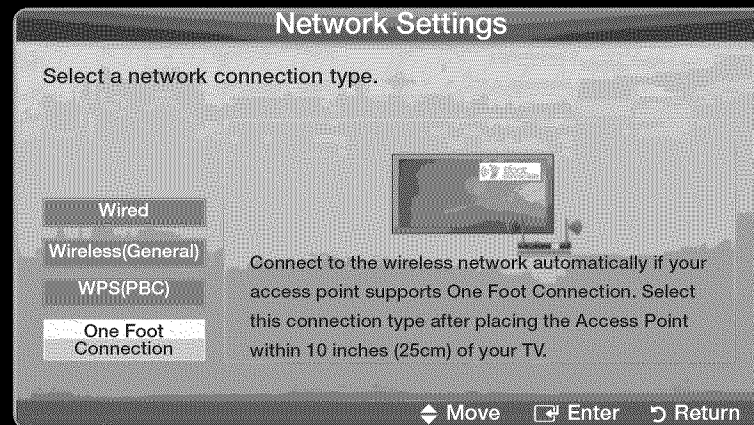 Network Settings
Select a network connection type.
Wired
Wireless(General)
WPS(PBC)
One Foot
Connection
Connect to the wireless network automatically if your
access point supports One Foot Connection. Select
this connection type after placing the Access Point
within 10 inches (25cm) of your TV.
Move Enter Return